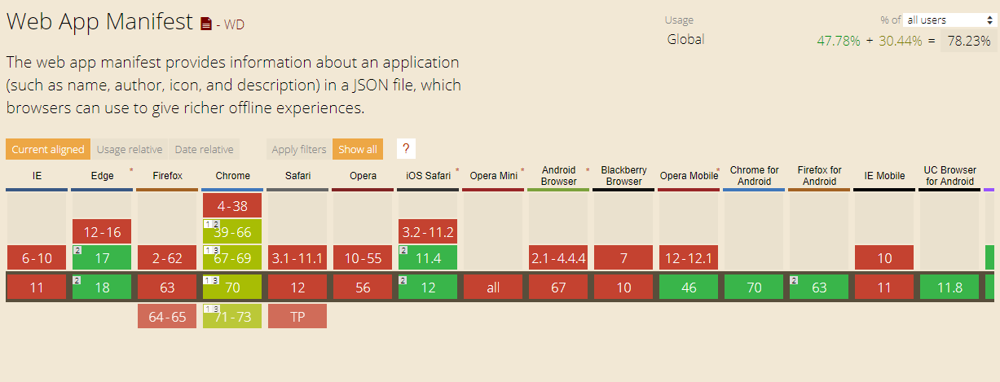 Web App Manifest - WD
Usage % of all users
Global 47.78% + 30.44% = 78.23%
The web app manifest provides information about an application
(such as name, author, icon, and description) in a JSON file, which
browsers can use to give richer offline experiences.
Current aligned Usage relative Date relative Apply filters Show all ?
IE Edge * Firefox Chrome Safari Opera iOS Safari * Opera Mini * Android Browser * Blackberry Browser Opera Mobile * Chrome for Android Firefox for Android IE Mobile UC Browser for Android
4-38
12-16 1 2 39-66 3.2-11.2
6-10 2 17 2-62 1 3 67-69 3.1-11.1 10-55 2 11.4 2.1-4.4.4 7 12-12.1 10
11 2 18 63 1 3 70 12 56 2 12 all 67 10 46 70 2 63 11 11.8
64-65 1 3 71-73 TP